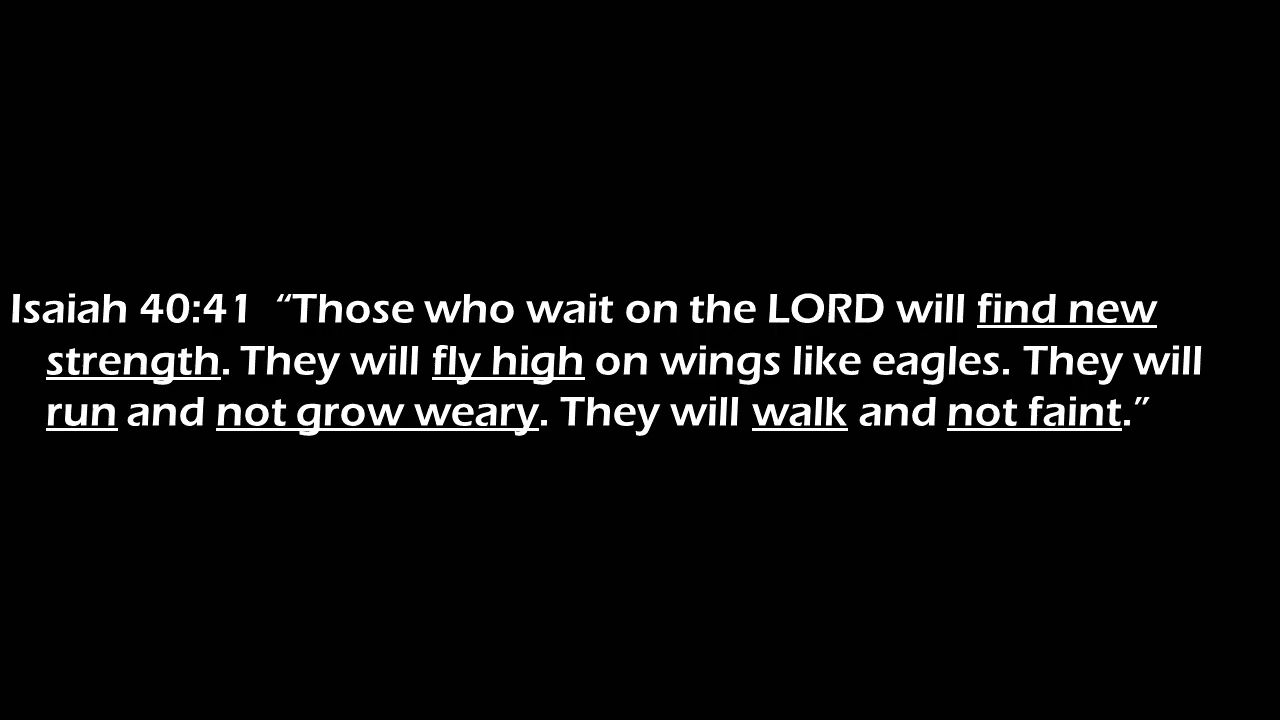 Isaiah 40:41  “Those who wait on the LORD will find new
strength. They will fly high on wings like eagles. They will
run and not grow weary. They will walk and not faint.”